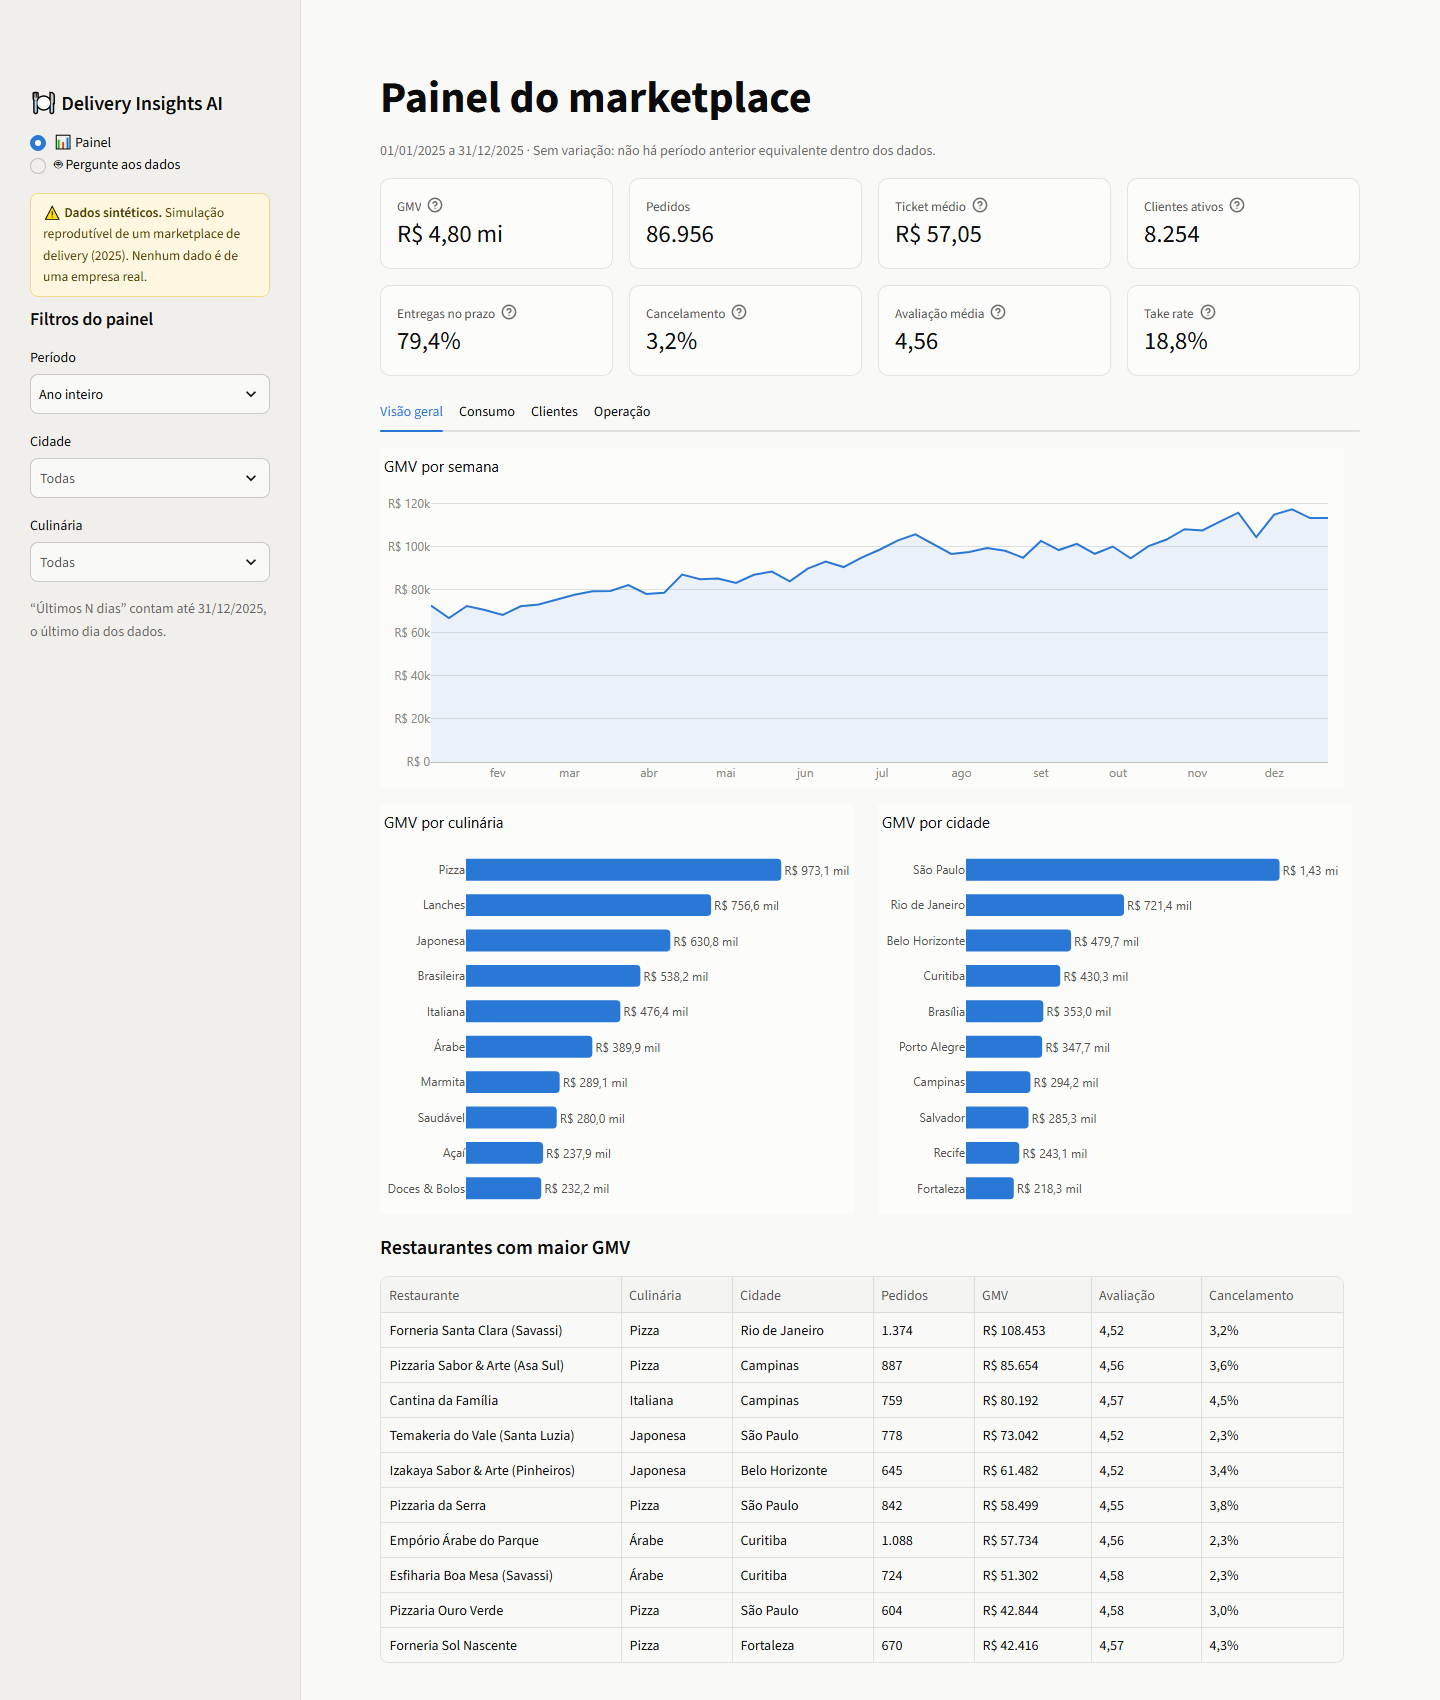 Delivery Insights AI
Painel
Pergunte aos dados
Dados sintéticos. Simulação
reprodutível de um marketplace de
delivery (2025). Nenhum dado é de
uma empresa real.
Filtros do painel
Período
Ano inteiro
Cidade
Todas
Culinária
Todas
“Últimos N dias” contam até 31/12/2025,
o último dia dos dados.
Painel do marketplace
01/01/2025 a 31/12/2025 · Sem variação: não há período anterior equivalente dentro dos dados.
GMV
R$ 4,80 mi
Pedidos
86.956
Ticket médio
R$ 57,05
Clientes ativos
8.254
Entregas no prazo
79,4%
Cancelamento
3,2%
Avaliação média
4,56
Take rate
18,8%
Visão geral Consumo Clientes Operação
GMV por semana
R$ 120k
R$ 100k
R$ 80k
R$ 60k
R$ 40k
R$ 20k
R$ 0
fev mar abr mai jun jul ago set out nov dez
GMV por culinária
Pizza R$ 973,1 mil
Lanches R$ 756,6 mil
Japonesa R$ 630,8 mil
Brasileira R$ 538,2 mil
Italiana R$ 476,4 mil
Árabe R$ 389,9 mil
Marmita R$ 289,1 mil
Saudável R$ 280,0 mil
Açaí R$ 237,9 mil
Doces & Bolos R$ 232,2 mil
GMV por cidade
São Paulo R$ 1,43 mi
Rio de Janeiro R$ 721,4 mil
Belo Horizonte R$ 479,7 mil
Curitiba R$ 430,3 mil
Brasília R$ 353,0 mil
Porto Alegre R$ 347,7 mil
Campinas R$ 294,2 mil
Salvador R$ 285,3 mil
Recife R$ 243,1 mil
Fortaleza R$ 218,3 mil
Restaurantes com maior GMV
Restaurante Culinária Cidade Pedidos GMV Avaliação Cancelamento
Forneria Santa Clara (Savassi) Pizza Rio de Janeiro 1.374 R$ 108.453 4,52 3,2%
Pizzaria Sabor & Arte (Asa Sul) Pizza Campinas 887 R$ 85.654 4,56 3,6%
Cantina da Família Italiana Campinas 759 R$ 80.192 4,57 4,5%
Temakeria do Vale (Santa Luzia) Japonesa São Paulo 778 R$ 73.042 4,52 2,3%
Izakaya Sabor & Arte (Pinheiros) Japonesa Belo Horizonte 645 R$ 61.482 4,52 3,4%
Pizzaria da Serra Pizza São Paulo 842 R$ 58.499 4,55 3,8%
Empório Árabe do Parque Árabe Curitiba 1.088 R$ 57.734 4,56 2,3%
Esfiharia Boa Mesa (Savassi) Árabe Curitiba 724 R$ 51.302 4,58 2,3%
Pizzaria Ouro Verde Pizza São Paulo 604 R$ 42.844 4,58 3,0%
Forneria Sol Nascente Pizza Fortaleza 670 R$ 42.416 4,57 4,3%